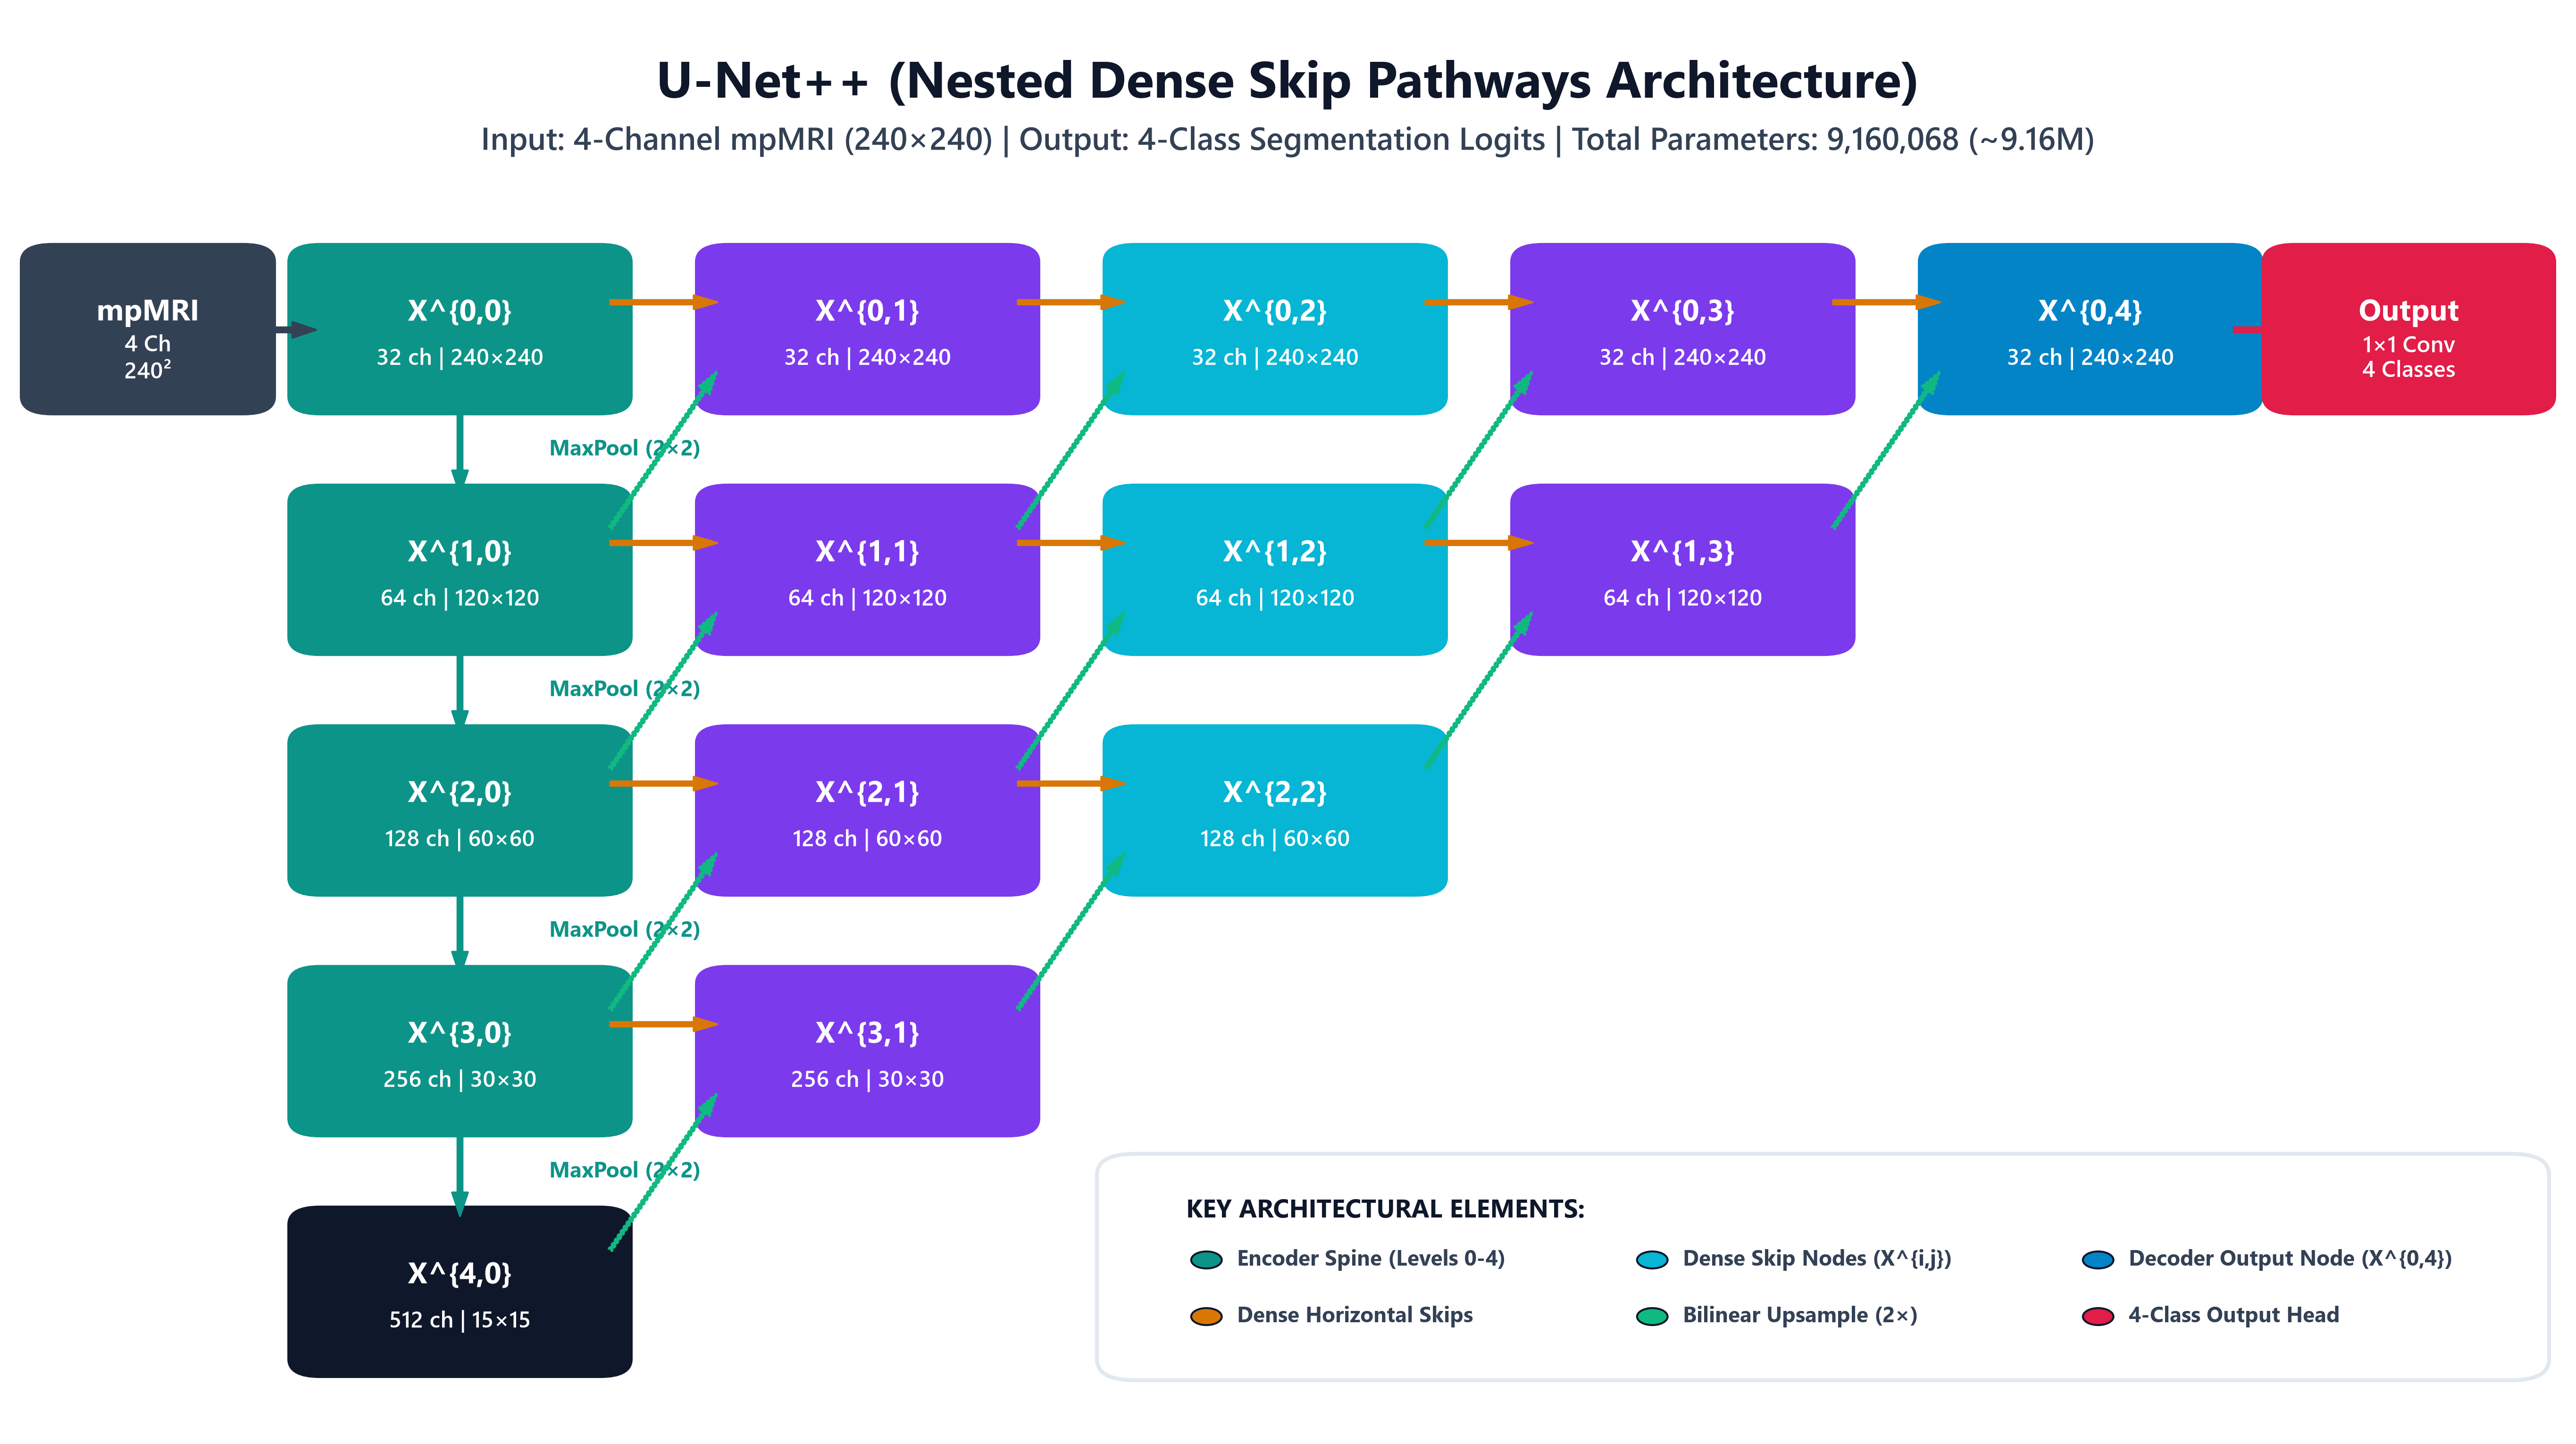 U-Net++ (Nested Dense Skip Pathways Architecture)
Input: 4-Channel mpMRI (240×240) | Output: 4-Class Segmentation Logits | Total Parameters: 9,160,068 (~9.16M)
mpMRI
4 Ch
240²
X^{0,0}
32 ch | 240×240
X^{0,1}
32 ch | 240×240
X^{0,2}
32 ch | 240×240
X^{0,3}
32 ch | 240×240
X^{0,4}
32 ch | 240×240
Output
1×1 Conv
4 Classes
MaxPool (2×2)
X^{1,0}
64 ch | 120×120
X^{1,1}
64 ch | 120×120
X^{1,2}
64 ch | 120×120
X^{1,3}
64 ch | 120×120
MaxPool (2×2)
X^{2,0}
128 ch | 60×60
X^{2,1}
128 ch | 60×60
X^{2,2}
128 ch | 60×60
MaxPool (2×2)
X^{3,0}
256 ch | 30×30
X^{3,1}
256 ch | 30×30
MaxPool (2×2)
X^{4,0}
512 ch | 15×15
KEY ARCHITECTURAL ELEMENTS:
Encoder Spine (Levels 0-4)
Dense Skip Nodes (X^{i,j})
Decoder Output Node (X^{0,4})
Dense Horizontal Skips
Bilinear Upsample (2×)
4-Class Output Head